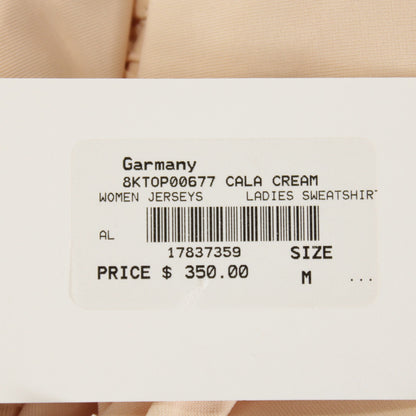 Garmany
8KTOP00677 CALA CREAM
WOMEN JERSEYS LADIES SWEATSHIRT
AL
17837359 SIZE
PRICE $ 350.00 M ...